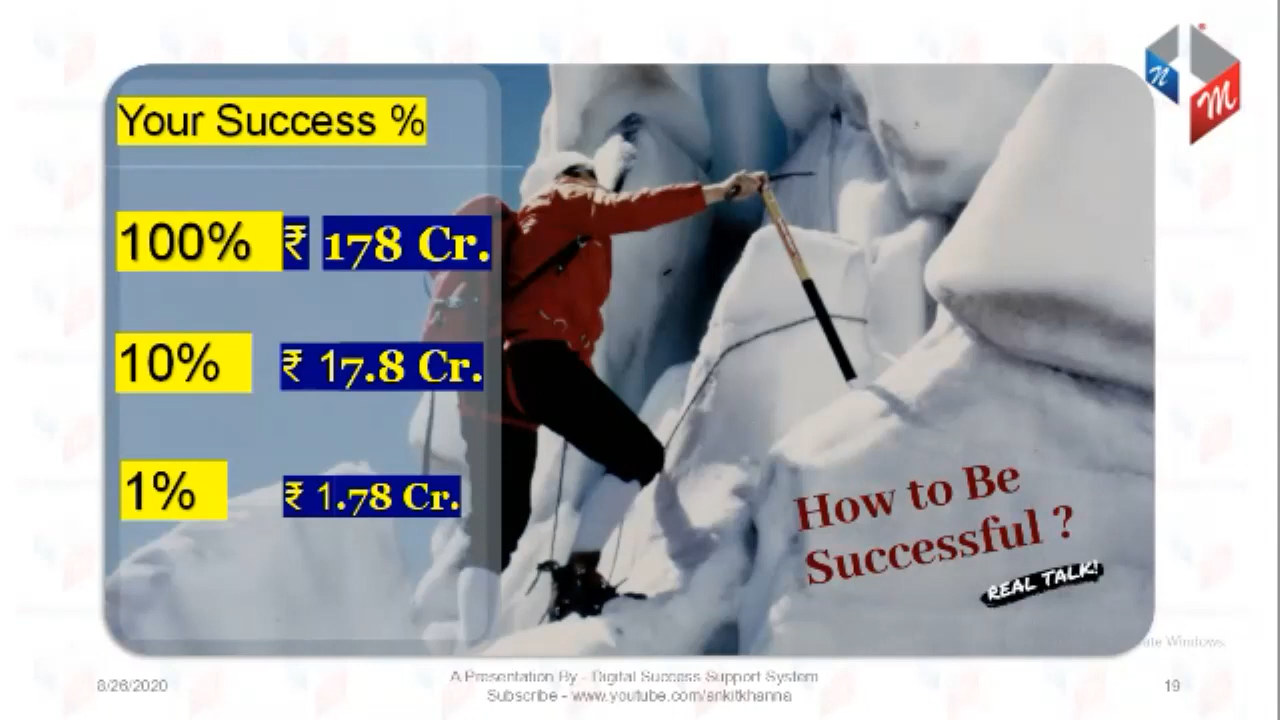 Your Success %
100% ₹ 178 Cr.
10% ₹ 17.8 Cr.
1% ₹ 1.78 Cr.
How to Be
Successful ?
REAL TALK!
n
M
Windows
8/26/2020
A Presentation By - Digital Success Support System
Subscribe - www.youtube.com/ankitkhanna
19